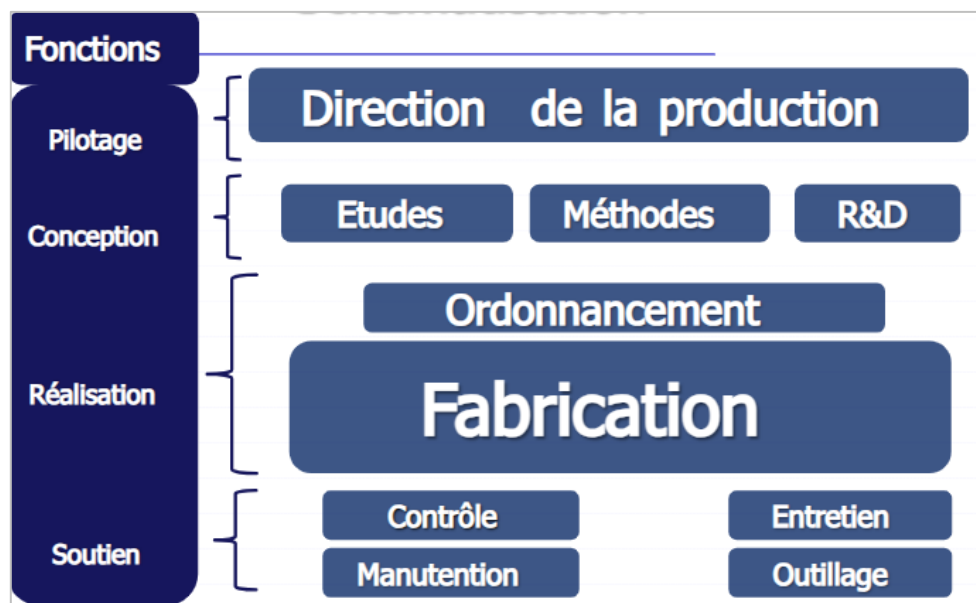 Fonctions
Direction de la production
Pilotage
Etudes Méthodes R&D
Conception
Ordonnancement
Réalisation
Fabrication
Contrôle Entretien
Soutien
Manutention Outillage